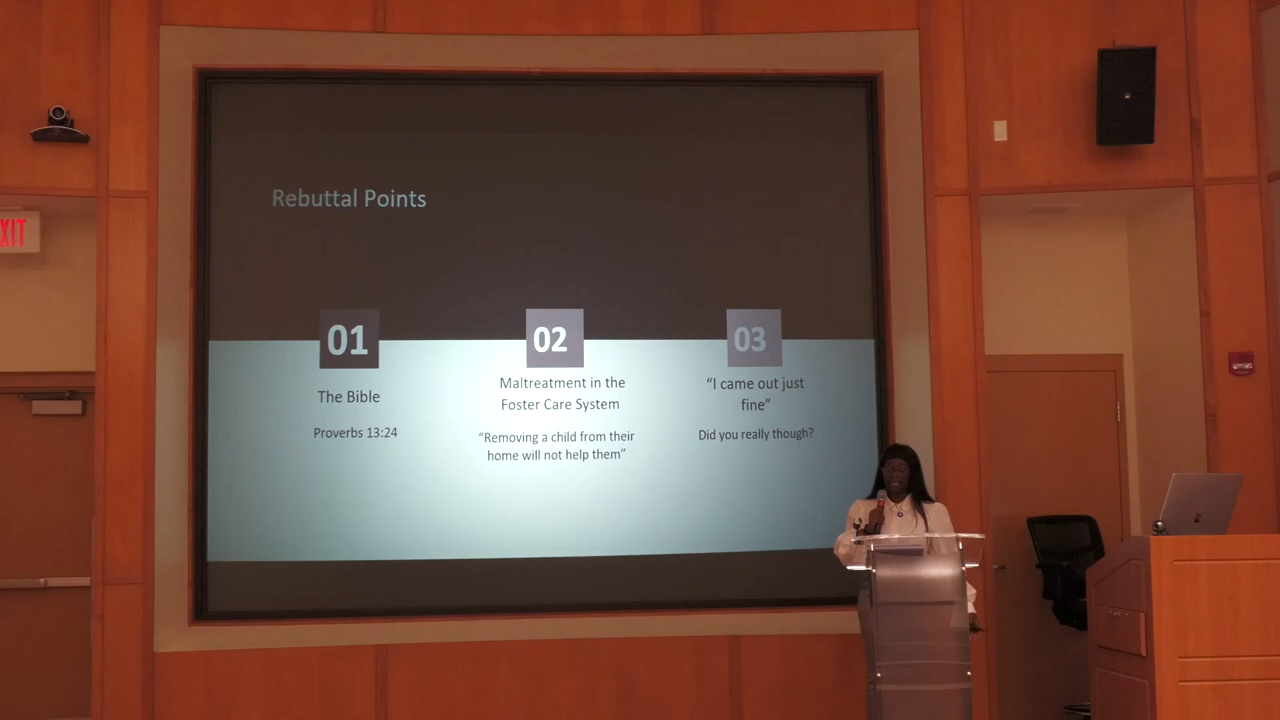 Rebuttal Points
01
The Bible
Proverbs 13:24
02
Maltreatment in the
Foster Care System
“Removing a child from their
home will not help them”
03
“I came out just
fine”
Did you really though?
XIT